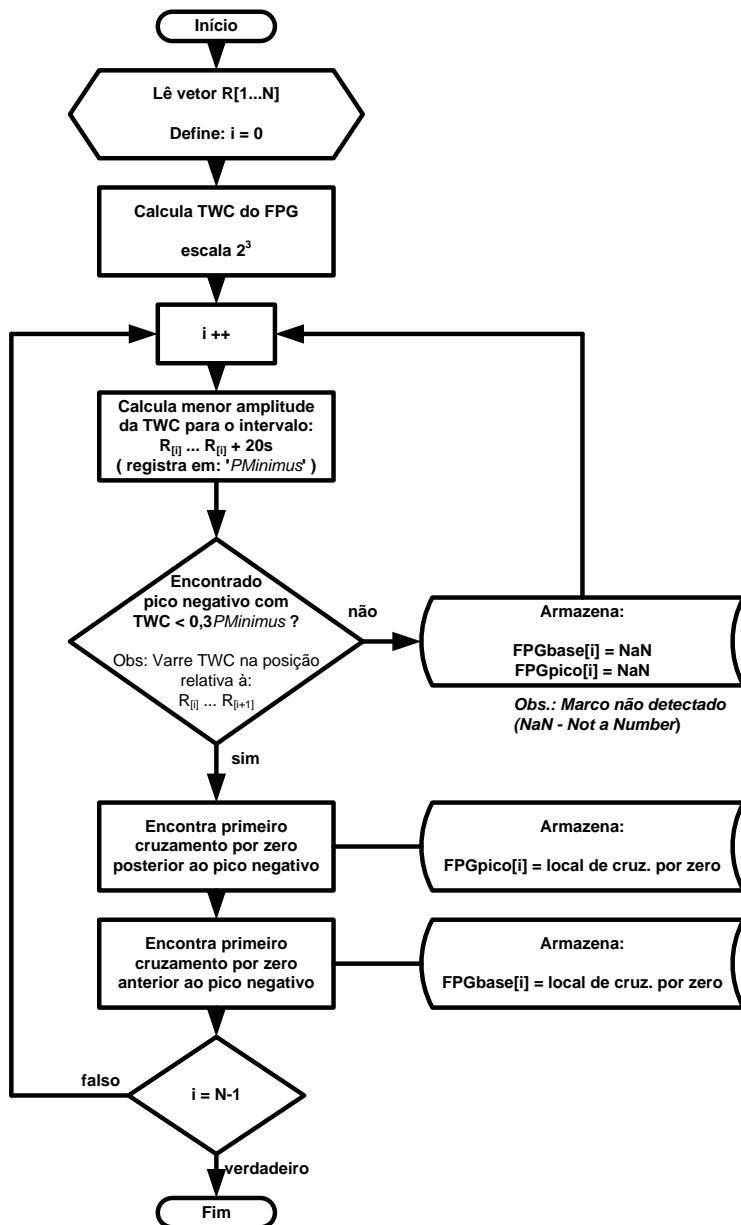 Início
Lê vetor R[1...N]
Define: i = 0
Calcula TWC do FPG
escala 2³
i ++
Calcula menor amplitude
da TWC para o intervalo:
R[i] ... R[i] + 20s
( registra em: 'PMinimus' )
Encontrado
pico negativo com
TWC < 0,3PMinimus ?
Obs: Varre TWC na posição
relativa à:
R[i] ... R[i+1]
não
Armazena:
FPGbase[i] = NaN
FPGpico[i] = NaN
Obs.: Marco não detectado
(NaN - Not a Number)
sim
Encontra primeiro
cruzamento por zero
posterior ao pico negativo
Armazena:
FPGpico[i] = local de cruz. por zero
Encontra primeiro
cruzamento por zero
anterior ao pico negativo
Armazena:
FPGbase[i] = local de cruz. por zero
falso
i = N-1
verdadeiro
Fim